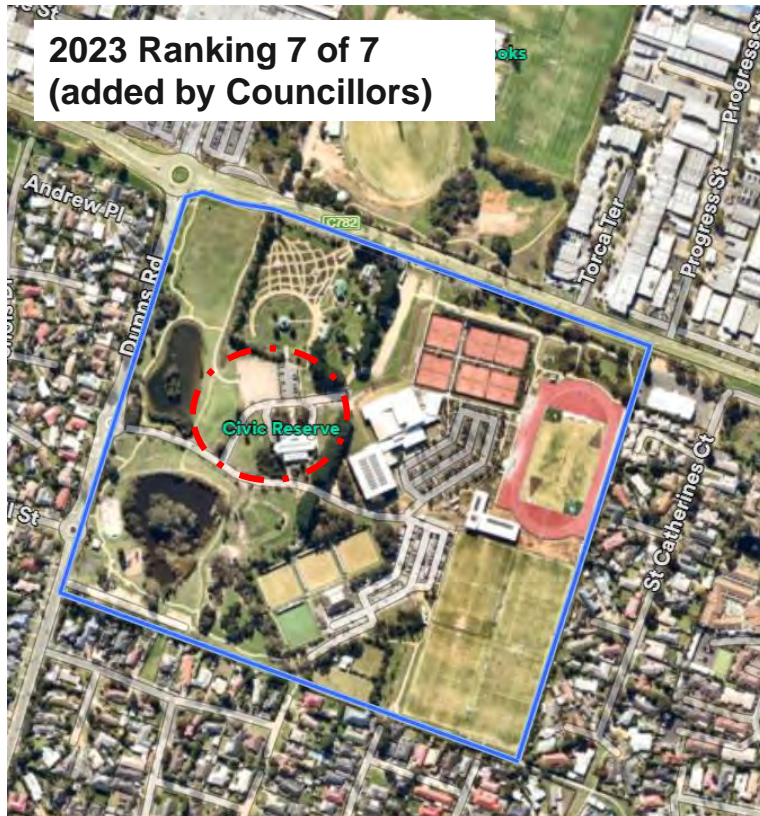 2023 Ranking 7 of 7
(added by Councillors)
Progress St
Andrew Pl
C782
Torca Ter
Progress St
Dunns Rd
Civic Reserve
St Catherines Ct